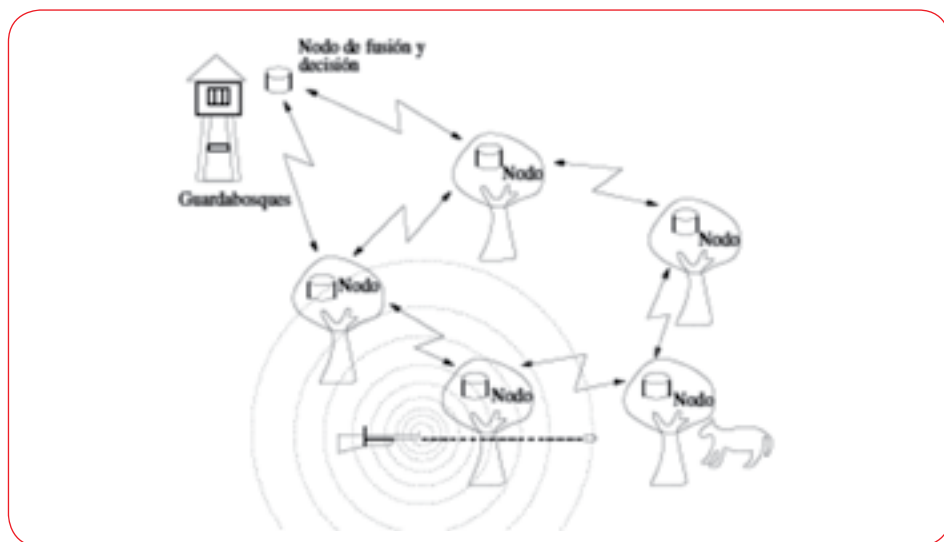 Nodo de fusión y
decisión
Nodo
Guardabosques
Nodo
Nodo
Nodo
Nodo